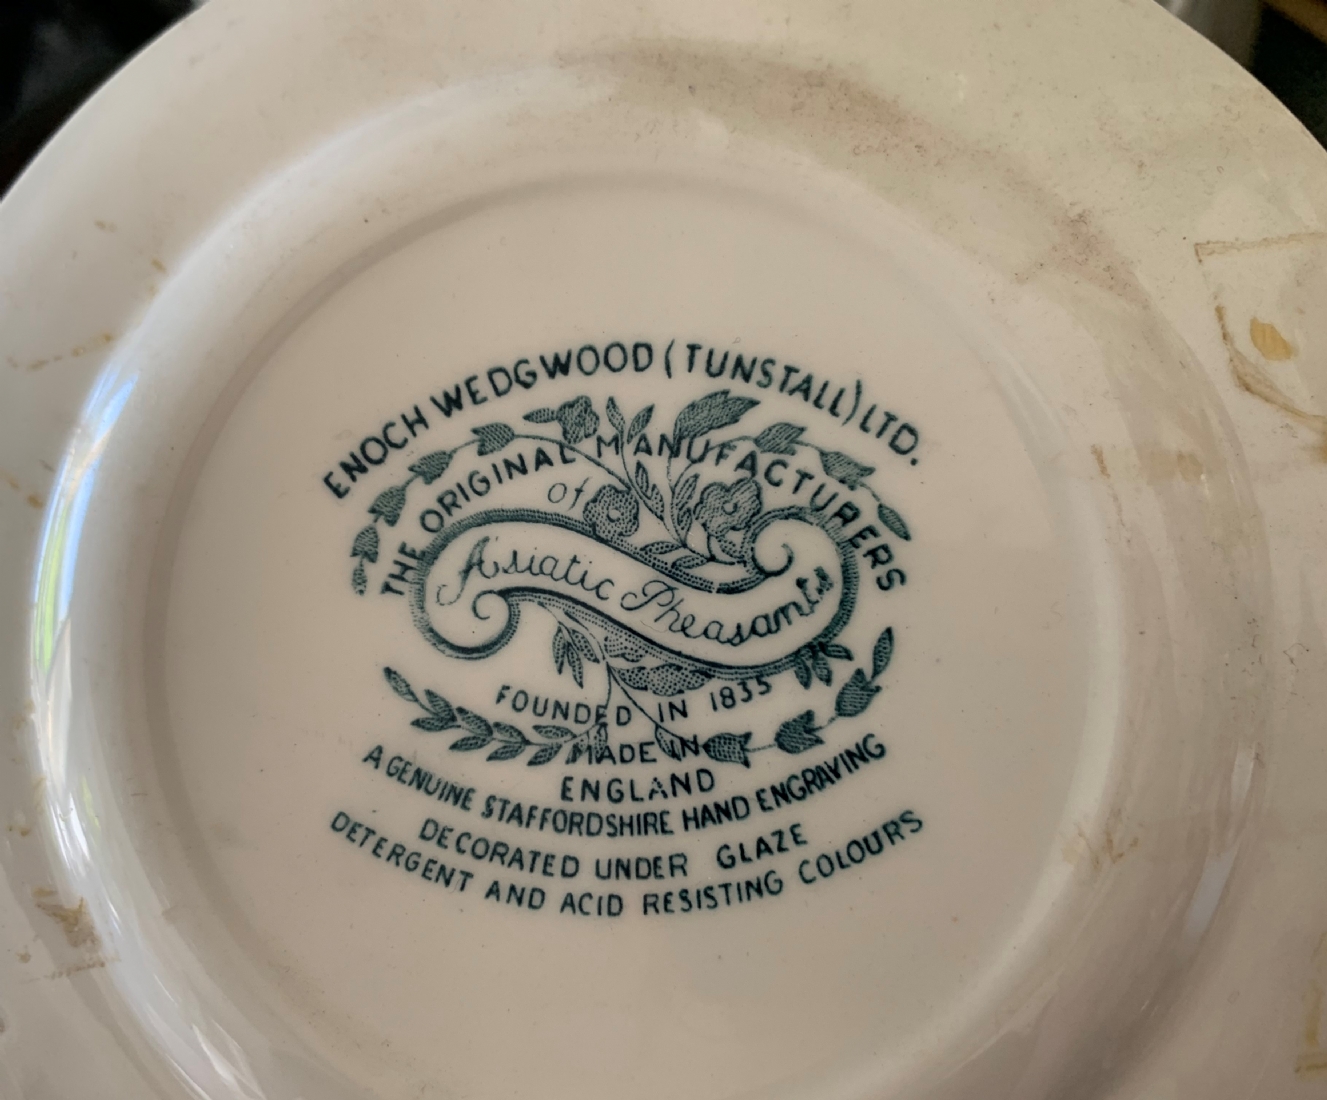 ENOCH WEDGWOOD (TUNSTALL) LTD.
THE ORIGINAL MANUFACTURERS
of
Asiatic Pheasants
FOUNDED IN 1835
MADE IN
ENGLAND
A GENUINE STAFFORDSHIRE HAND ENGRAVING
DECORATED UNDER GLAZE
DETERGENT AND ACID RESISTING COLOURS